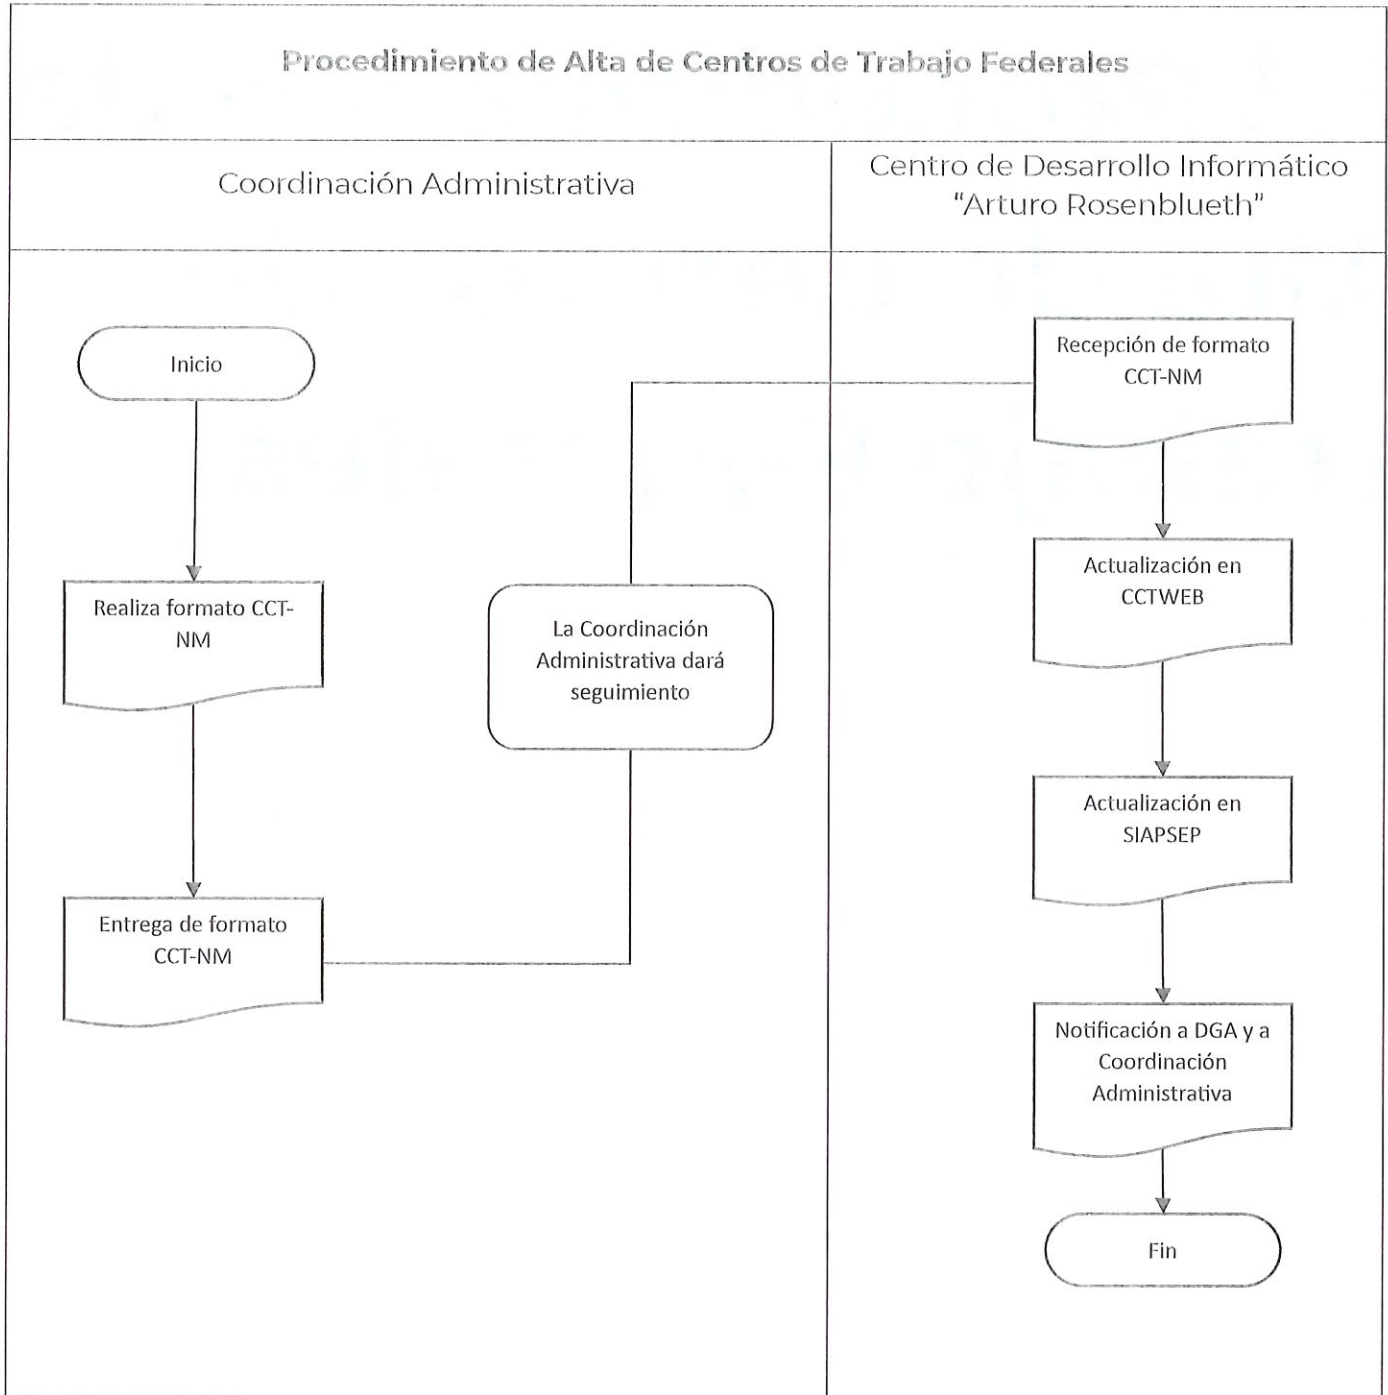 Procedimiento de Alta de Centros de Trabajo Federales
Coordinación Administrativa
Centro de Desarrollo Informático
“Arturo Rosenblueth”
Inicio
Realiza formato CCT-
NM
Entrega de formato
CCT-NM
La Coordinación
Administrativa dará
seguimiento
Recepción de formato
CCT-NM
Actualización en
CCTWEB
Actualización en
SIAPSEP
Notificación a DGA y a
Coordinación
Administrativa
Fin